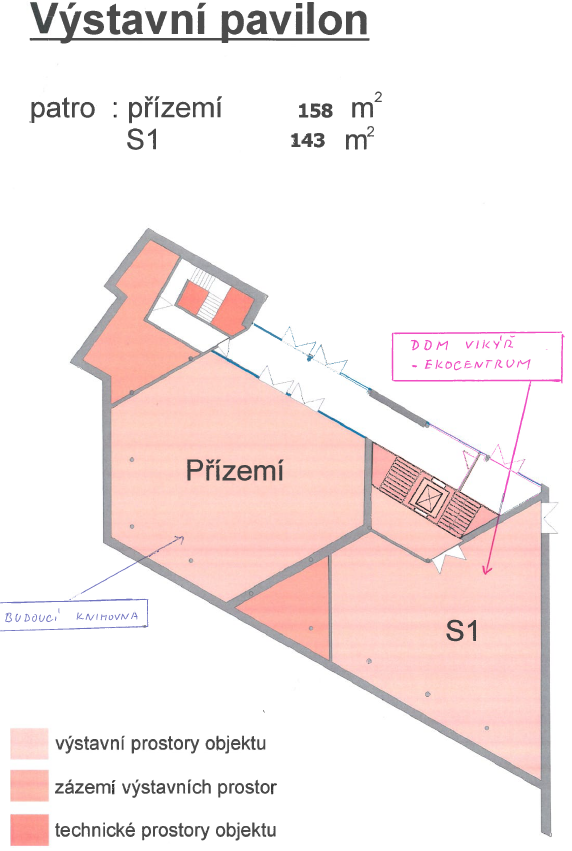 Výstavní pavilon
patro : přízemí 158 m²
S1 143 m²
DDM VIKÝŘ
- EKOCENTRUM
Přízemí
BUDOUCÍ KNIHOVNA
S1
výstavní prostory objektu
zázemí výstavních prostor
technické prostory objektu